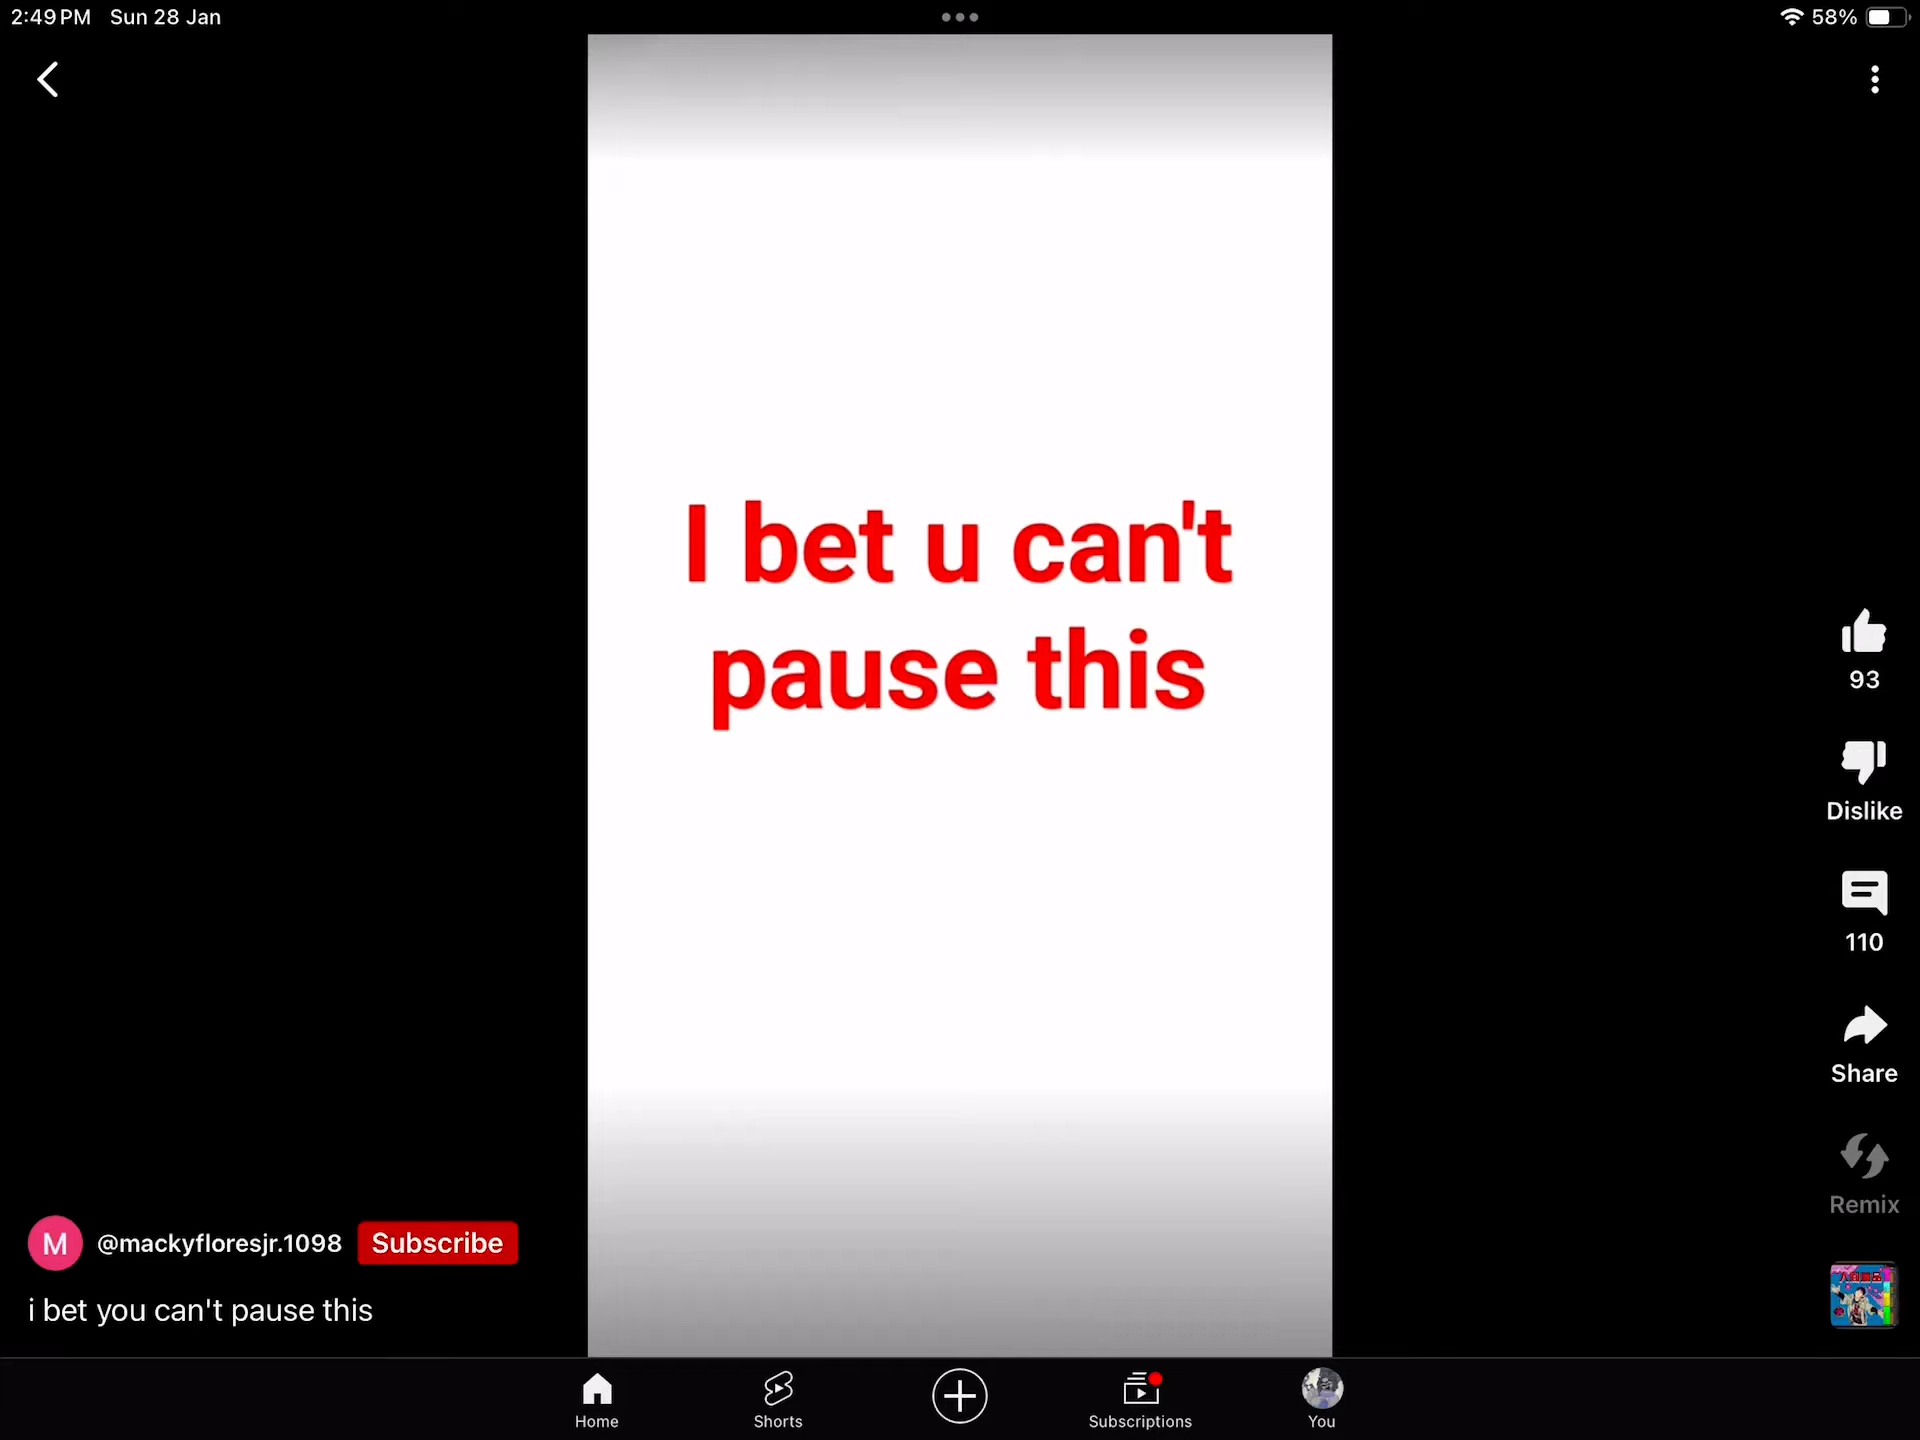 2:49 PM Sun 28 Jan
58%
I bet u can't
pause this
93
Dislike
110
Share
Remix
M @mackyfloresjr.1098 Subscribe
i bet you can't pause this
Home Shorts Subscriptions You